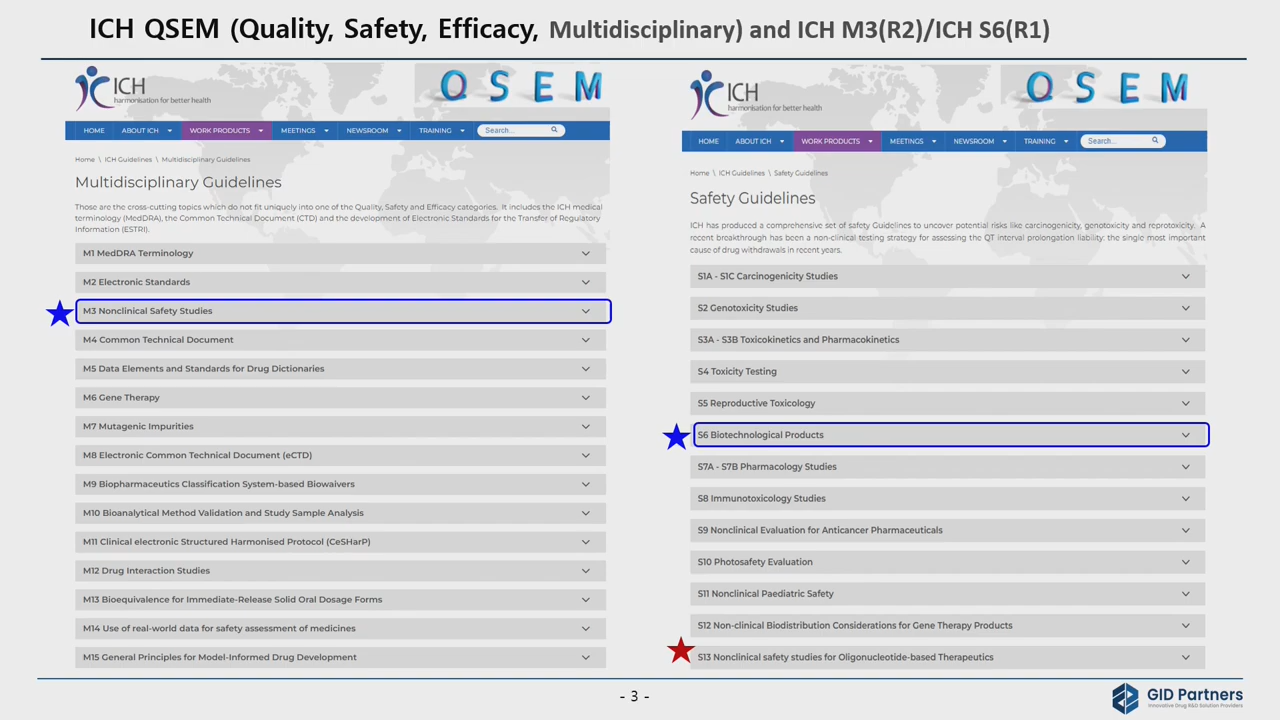 ICH QSEM (Quality, Safety, Efficacy, Multidisciplinary) and ICH M3(R2)/ICH S6(R1)
ICH
harmonisation for better health
Q S E M
HOME ABOUT ICH WORK PRODUCTS MEETINGS NEWSROOM TRAINING Search...
Home \ ICH Guidelines \ Multidisciplinary Guidelines
Multidisciplinary Guidelines
Those are the cross-cutting topics which do not fit uniquely into one of the Quality, Safety and Efficacy categories. It includes the ICH medical
terminology (MedDRA), the Common Technical Document (CTD) and the development of Electronic Standards for the Transfer of Regulatory
Information (ESTRI).
M1 MedDRA Terminology
M2 Electronic Standards
M3 Nonclinical Safety Studies
M4 Common Technical Document
M5 Data Elements and Standards for Drug Dictionaries
M6 Gene Therapy
M7 Mutagenic Impurities
M8 Electronic Common Technical Document (eCTD)
M9 Biopharmaceutics Classification System-based Biowaivers
M10 Bioanalytical Method Validation and Study Sample Analysis
M11 Clinical electronic Structured Harmonised Protocol (CeSHarP)
M12 Drug Interaction Studies
M13 Bioequivalence for Immediate-Release Solid Oral Dosage Forms
M14 Use of real-world data for safety assessment of medicines
M15 General Principles for Model-Informed Drug Development
ICH
harmonisation for better health
Q S E M
HOME ABOUT ICH WORK PRODUCTS MEETINGS NEWSROOM TRAINING Search...
Home \ ICH Guidelines \ Safety Guidelines
Safety Guidelines
ICH has produced a comprehensive set of safety Guidelines to uncover potential risks like carcinogenicity, genotoxicity and reprotoxicity. A
recent breakthrough has been a non-clinical testing strategy for assessing the QT interval prolongation liability: the single most important
cause of drug withdrawals in recent years.
S1A - S1C Carcinogenicity Studies
S2 Genotoxicity Studies
S3A - S3B Toxicokinetics and Pharmacokinetics
S4 Toxicity Testing
S5 Reproductive Toxicology
S6 Biotechnological Products
S7A - S7B Pharmacology Studies
S8 Immunotoxicology Studies
S9 Nonclinical Evaluation for Anticancer Pharmaceuticals
S10 Photosafety Evaluation
S11 Nonclinical Paediatric Safety
S12 Non-clinical Biodistribution Considerations for Gene Therapy Products
S13 Nonclinical safety studies for Oligonucleotide-based Therapeutics
- 3 -
GID Partners
Innovative Drug R&D Solution Providers